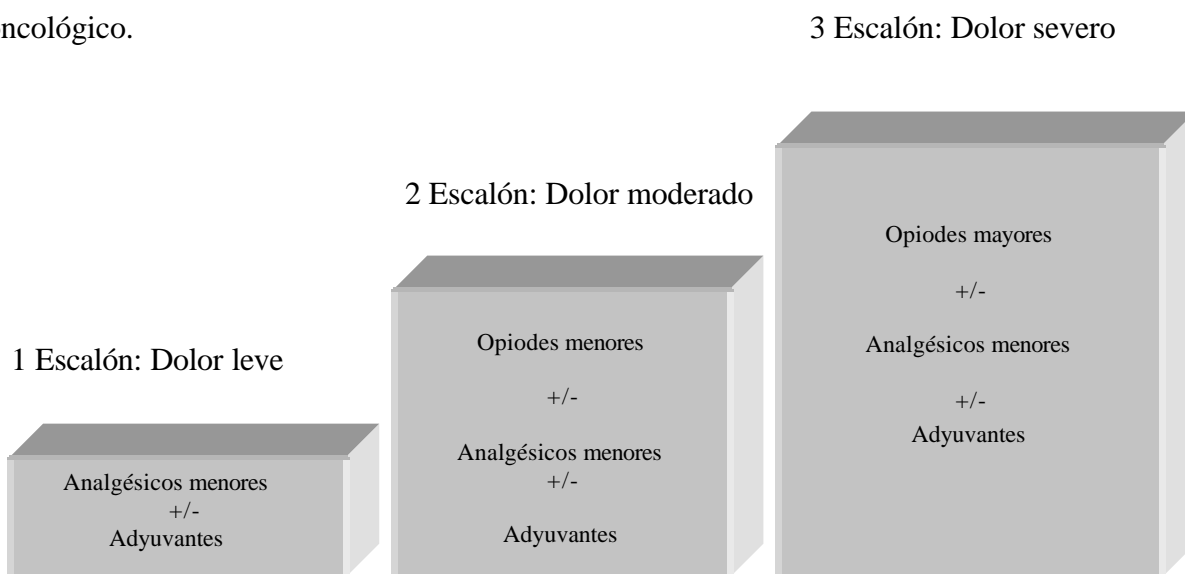 oncológico.
3 Escalón: Dolor severo
2 Escalón: Dolor moderado
1 Escalón: Dolor leve
Analgésicos menores
+/-
Adyuvantes
Opiodes menores
+/-
Analgésicos menores
+/-
Adyuvantes
Opiodes mayores
+/-
Analgésicos menores
+/-
Adyuvantes